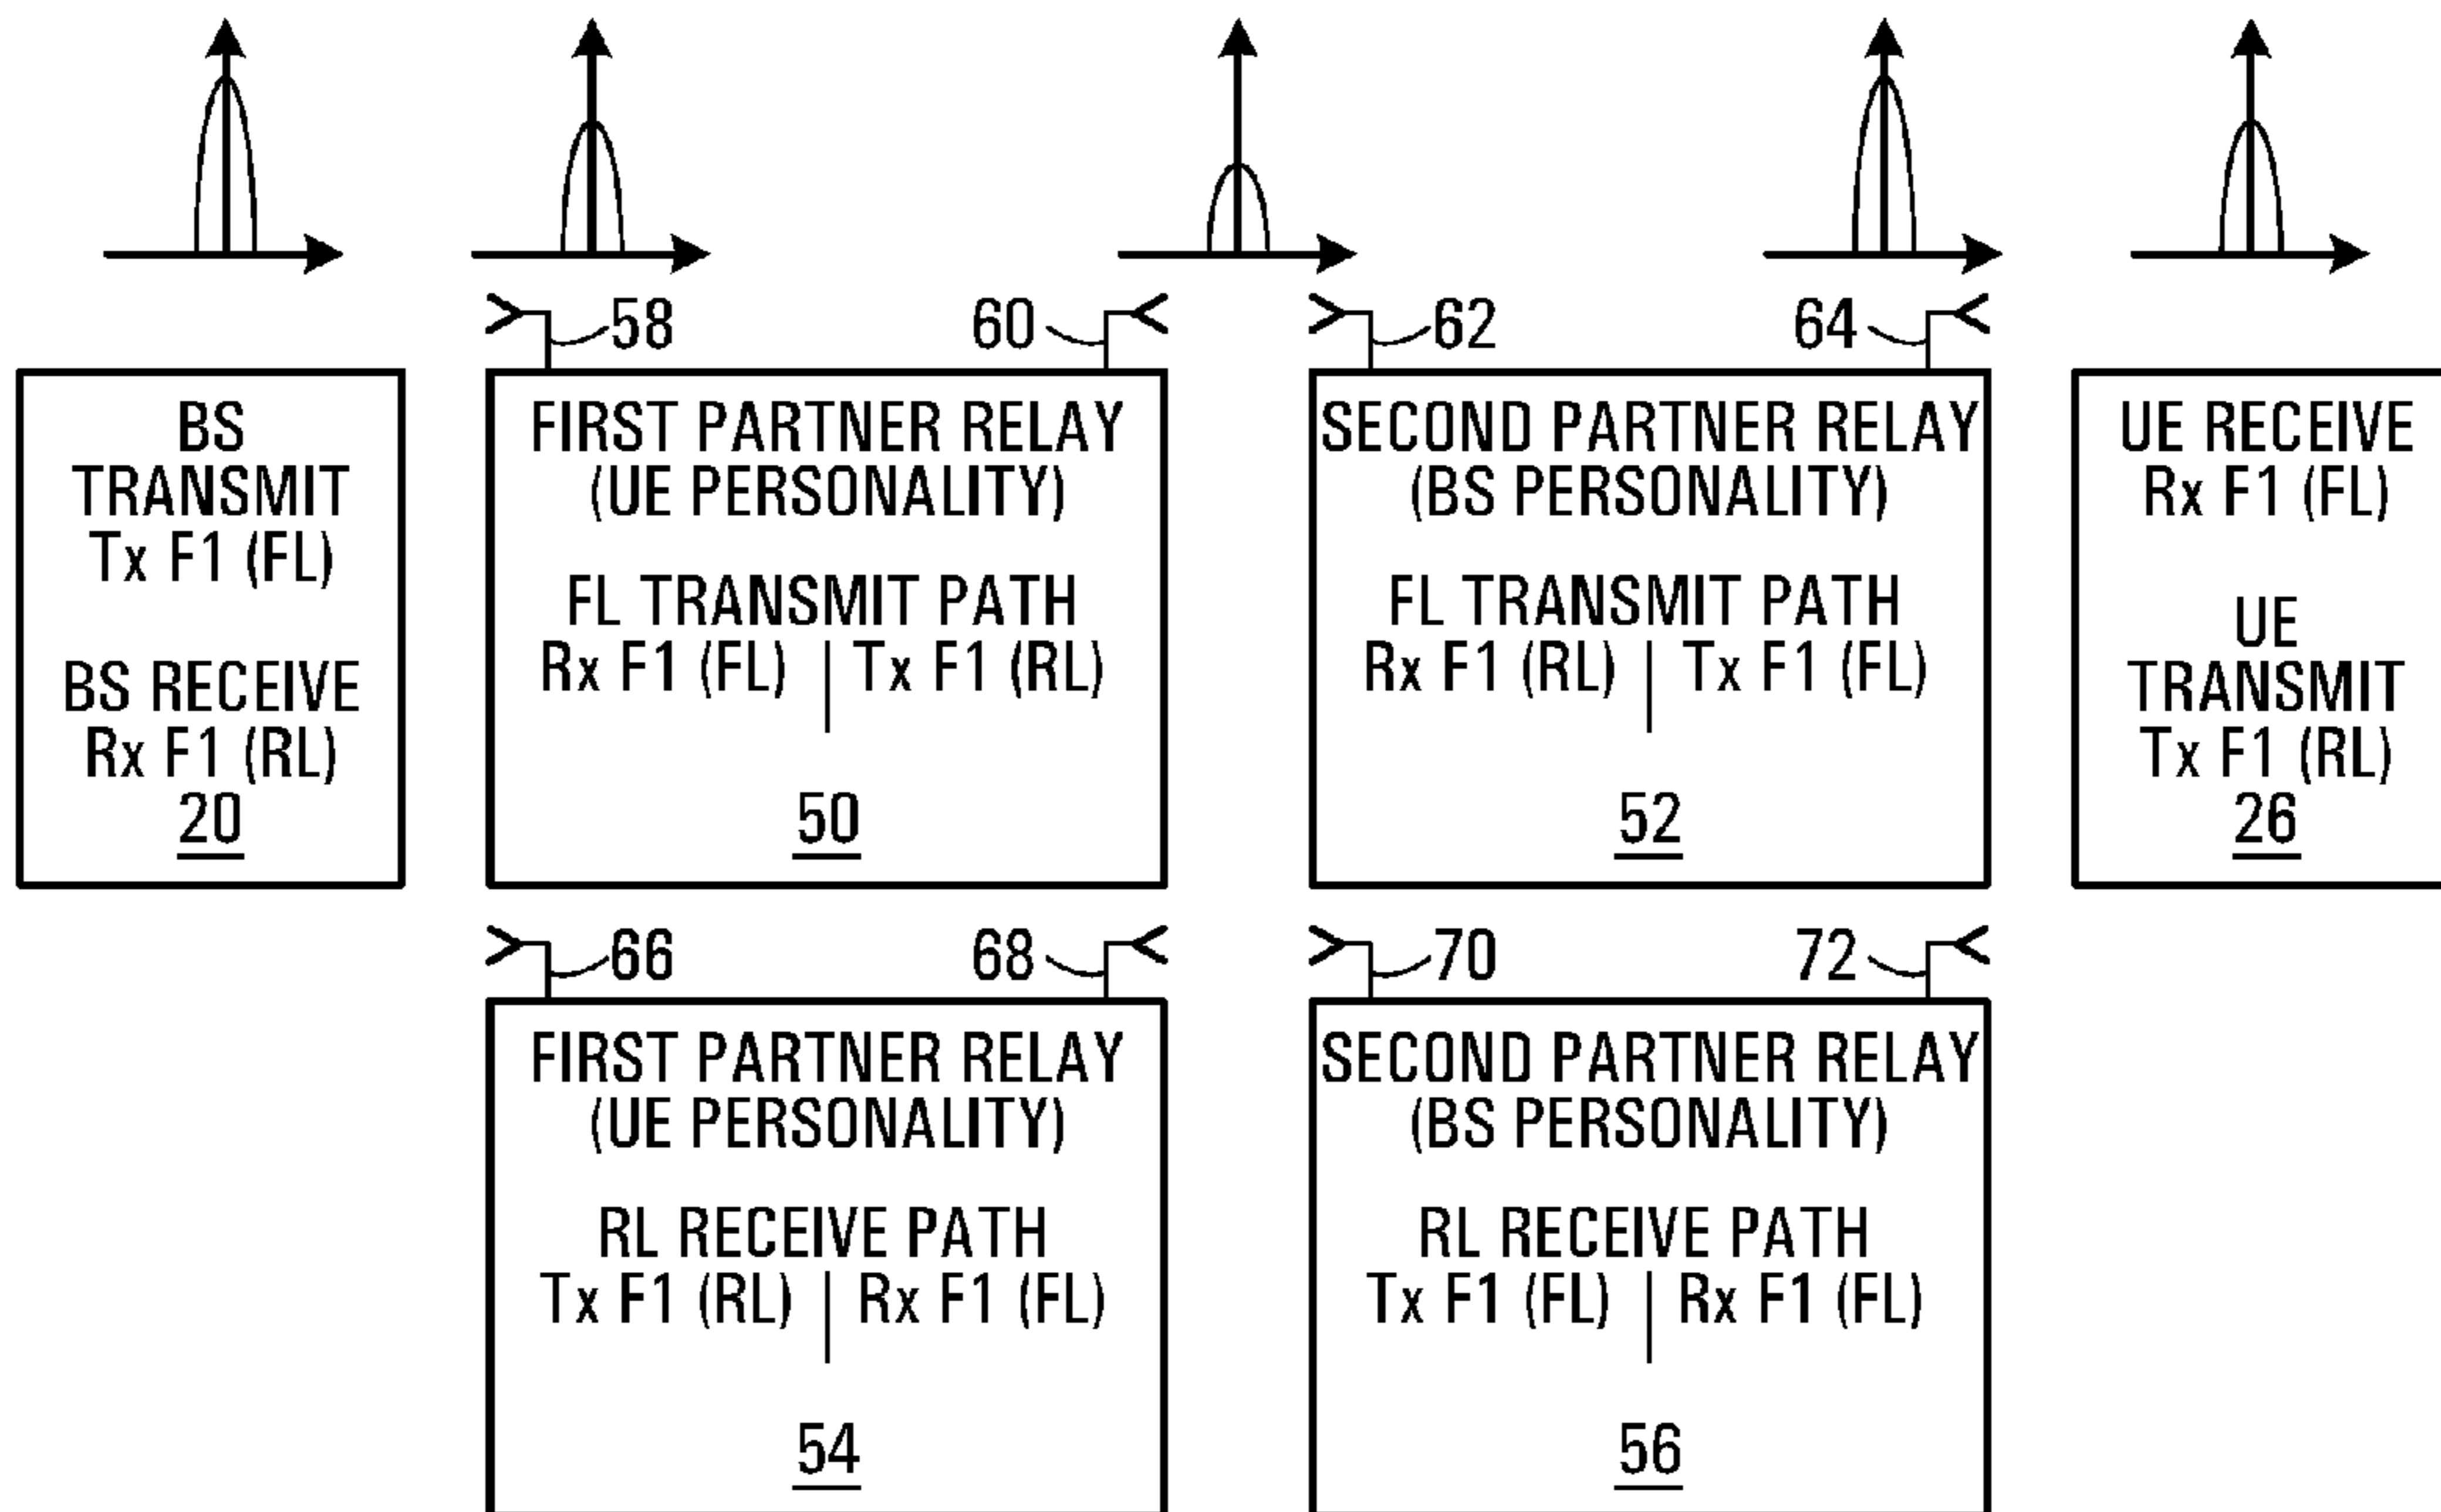 58
60
62
64
BS
TRANSMIT
Tx F1 (FL)
BS RECEIVE
Rx F1 (RL)
20
FIRST PARTNER RELAY
(UE PERSONALITY)
FL TRANSMIT PATH
Rx F1 (FL) | Tx F1 (RL)
50
SECOND PARTNER RELAY
(BS PERSONALITY)
FL TRANSMIT PATH
Rx F1 (RL) | Tx F1 (FL)
52
UE RECEIVE
Rx F1 (FL)
UE
TRANSMIT
Tx F1 (RL)
26
66
68
70
72
FIRST PARTNER RELAY
(UE PERSONALITY)
RL RECEIVE PATH
Tx F1 (RL) | Rx F1 (FL)
54
SECOND PARTNER RELAY
(BS PERSONALITY)
RL RECEIVE PATH
Tx F1 (FL) | Rx F1 (FL)
56